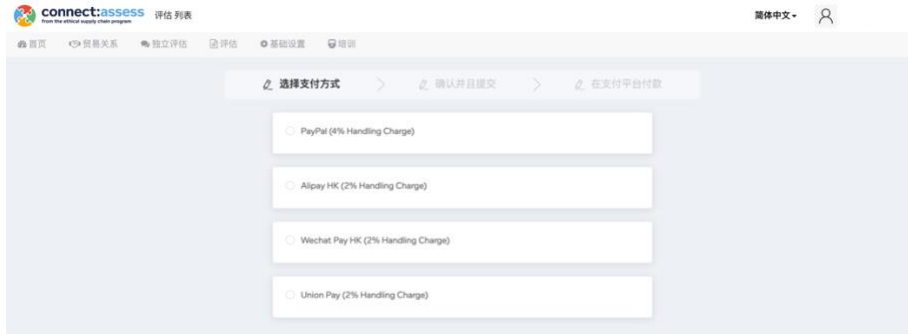 connect:assess 评估 列表 简体中文
from the ethical supply chain program
首页 贸易关系 独立评估 评估 基础设置 培训
选择支付方式 确认并且提交 在支付平台付款
PayPal (4% Handling Charge)
Alipay HK (2% Handling Charge)
Wechat Pay HK (2% Handling Charge)
Union Pay (2% Handling Charge)